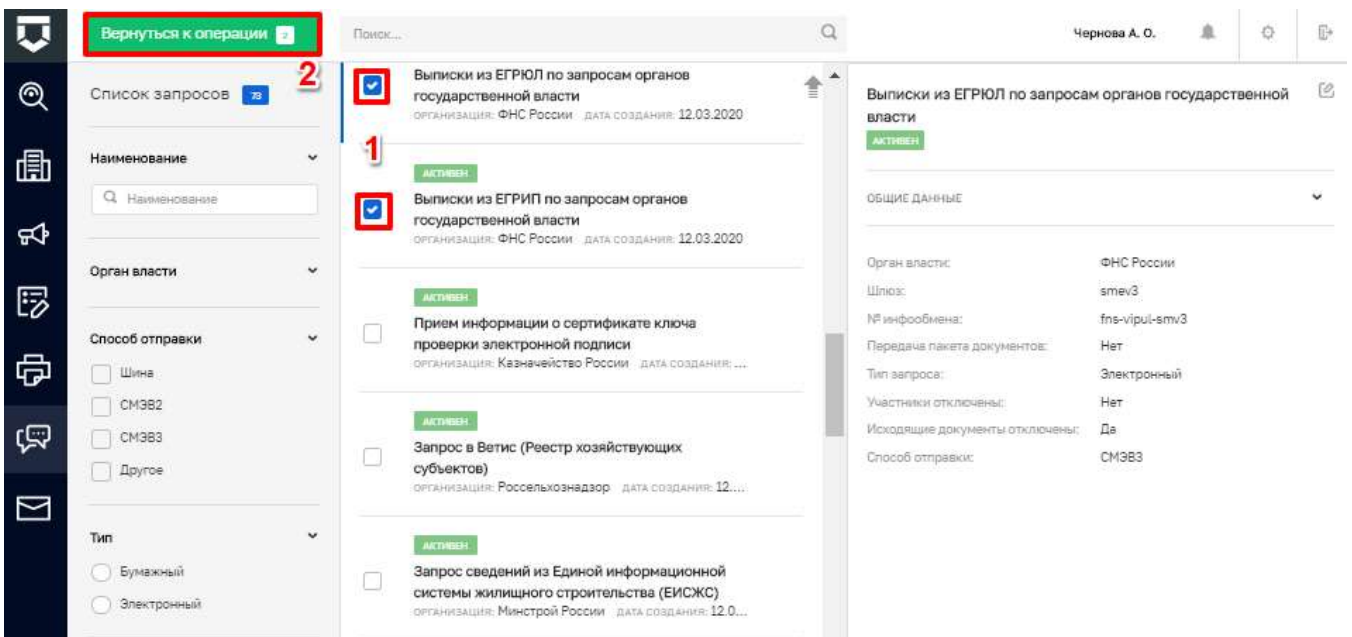 Вернуться к операции 2
Поиск...
Чернова А. О.
2
Список запросов 73
Наименование
Наименование
Орган власти
Способ отправки
Шина
СМЭВ2
СМЭВ3
Другое
Тип
Бумажный
Электронный
Выписки из ЕГРЮЛ по запросам органов
государственной власти
ОРГАНИЗАЦИЯ: ФНС России ДАТА СОЗДАНИЯ: 12.03.2020
1
АКТИВЕН
Выписки из ЕГРИП по запросам органов
государственной власти
ОРГАНИЗАЦИЯ: ФНС России ДАТА СОЗДАНИЯ: 12.03.2020
АКТИВЕН
Прием информации о сертификате ключа
проверки электронной подписи
ОРГАНИЗАЦИЯ: Казначейство России ДАТА СОЗДАНИЯ: ...
АКТИВЕН
Запрос в Ветис (Реестр хозяйствующих
субъектов)
ОРГАНИЗАЦИЯ: Россельхознадзор ДАТА СОЗДАНИЯ: 12....
АКТИВЕН
Запрос сведений из Единой информационной
системы жилищного строительства (ЕИСЖС)
ОРГАНИЗАЦИЯ: Минстрой России ДАТА СОЗДАНИЯ: 12.0...
Выписки из ЕГРЮЛ по запросам органов государственной
власти
АКТИВЕН
ОБЩИЕ ДАННЫЕ
Орган власти: ФНС России
Шлюз: smev3
№ инфообмена: fns-vipul-smv3
Передача пакета документов: Нет
Тип запроса: Электронный
Участники отключены: Нет
Исходящие документы отключены: Да
Способ отправки: СМЭВ3